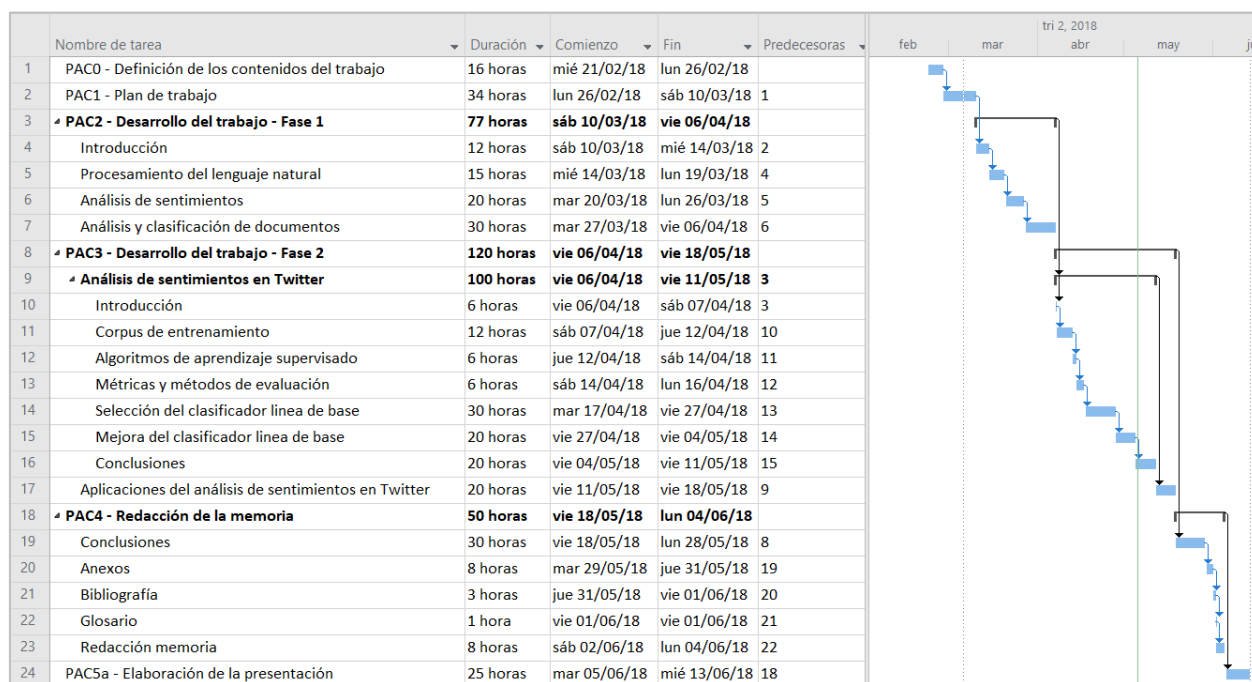 tri 2, 2018
Nombre de tarea Duración Comienzo Fin Predecesoras feb mar abr may
1 PAC0 - Definición de los contenidos del trabajo 16 horas mié 21/02/18 lun 26/02/18
2 PAC1 - Plan de trabajo 34 horas lun 26/02/18 sáb 10/03/18 1
3 PAC2 - Desarrollo del trabajo - Fase 1 77 horas sáb 10/03/18 vie 06/04/18
4 Introducción 12 horas sáb 10/03/18 mié 14/03/18 2
5 Procesamiento del lenguaje natural 15 horas mié 14/03/18 lun 19/03/18 4
6 Análisis de sentimientos 20 horas mar 20/03/18 lun 26/03/18 5
7 Análisis y clasificación de documentos 30 horas mar 27/03/18 vie 06/04/18 6
8 PAC3 - Desarrollo del trabajo - Fase 2 120 horas vie 06/04/18 vie 18/05/18
9 Análisis de sentimientos en Twitter 100 horas vie 06/04/18 vie 11/05/18 3
10 Introducción 6 horas vie 06/04/18 sáb 07/04/18 3
11 Corpus de entrenamiento 12 horas sáb 07/04/18 jue 12/04/18 10
12 Algoritmos de aprendizaje supervisado 6 horas jue 12/04/18 sáb 14/04/18 11
13 Métricas y métodos de evaluación 6 horas sáb 14/04/18 lun 16/04/18 12
14 Selección del clasificador linea de base 30 horas mar 17/04/18 vie 27/04/18 13
15 Mejora del clasificador linea de base 20 horas vie 27/04/18 vie 04/05/18 14
16 Conclusiones 20 horas vie 04/05/18 vie 11/05/18 15
17 Aplicaciones del análisis de sentimientos en Twitter 20 horas vie 11/05/18 vie 18/05/18 9
18 PAC4 - Redacción de la memoria 50 horas vie 18/05/18 lun 04/06/18
19 Conclusiones 30 horas vie 18/05/18 lun 28/05/18 8
20 Anexos 8 horas mar 29/05/18 jue 31/05/18 19
21 Bibliografía 3 horas jue 31/05/18 vie 01/06/18 20
22 Glosario 1 hora vie 01/06/18 vie 01/06/18 21
23 Redacción memoria 8 horas sáb 02/06/18 lun 04/06/18 22
24 PAC5a - Elaboración de la presentación 25 horas mar 05/06/18 mié 13/06/18 18